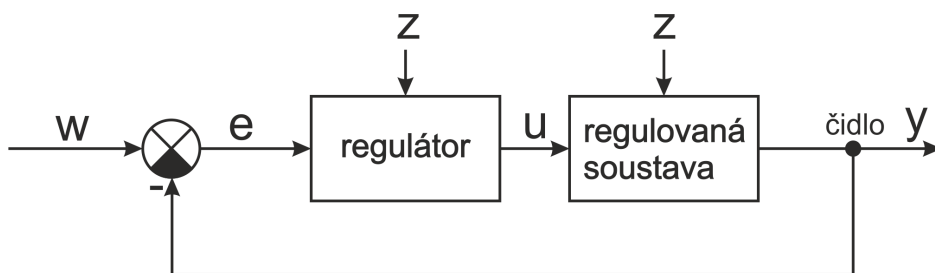 z
z
w
e
regulátor
u
regulovaná
soustava
čidlo
y
-